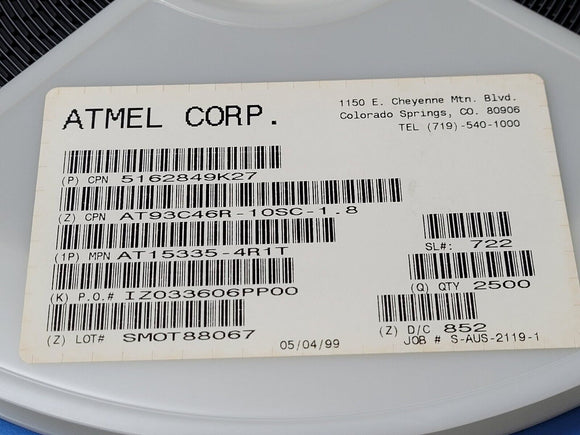 ATMEL CORP.
1150 E. Cheyenne Mtn. Blvd.
Colorado Springs, CO. 80906
TEL (719)-540-1000
(P) CPN 5162849K27
(Z) CPN AT93C46R-10SC-1.8
(1P) MPN AT15335-4R1T
SL#: 722
(K) P.O.# IZ033606PP00
(Q) QTY 2500
(Z) LOT# SMOT88067
(Z) D/C 852
05/04/99
JOB # S-AUS-2119-1